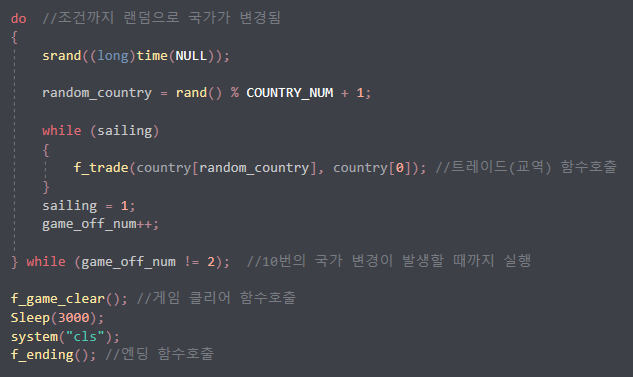 do  //조건까지 랜덤으로 국가가 변경됨
{
    srand((long)time(NULL));

    random_country = rand() % COUNTRY_NUM + 1;

    while (sailing)
    {
        f_trade(country[random_country], country[0]); //트레이드(교역) 함수호출
    }
    sailing = 1;
    game_off_num++;

} while (game_off_num != 2);  //10번의 국가 변경이 발생할 때까지 실행

f_game_clear(); //게임 클리어 함수호출
Sleep(3000);
system("cls");
f_ending(); //엔딩 함수호출